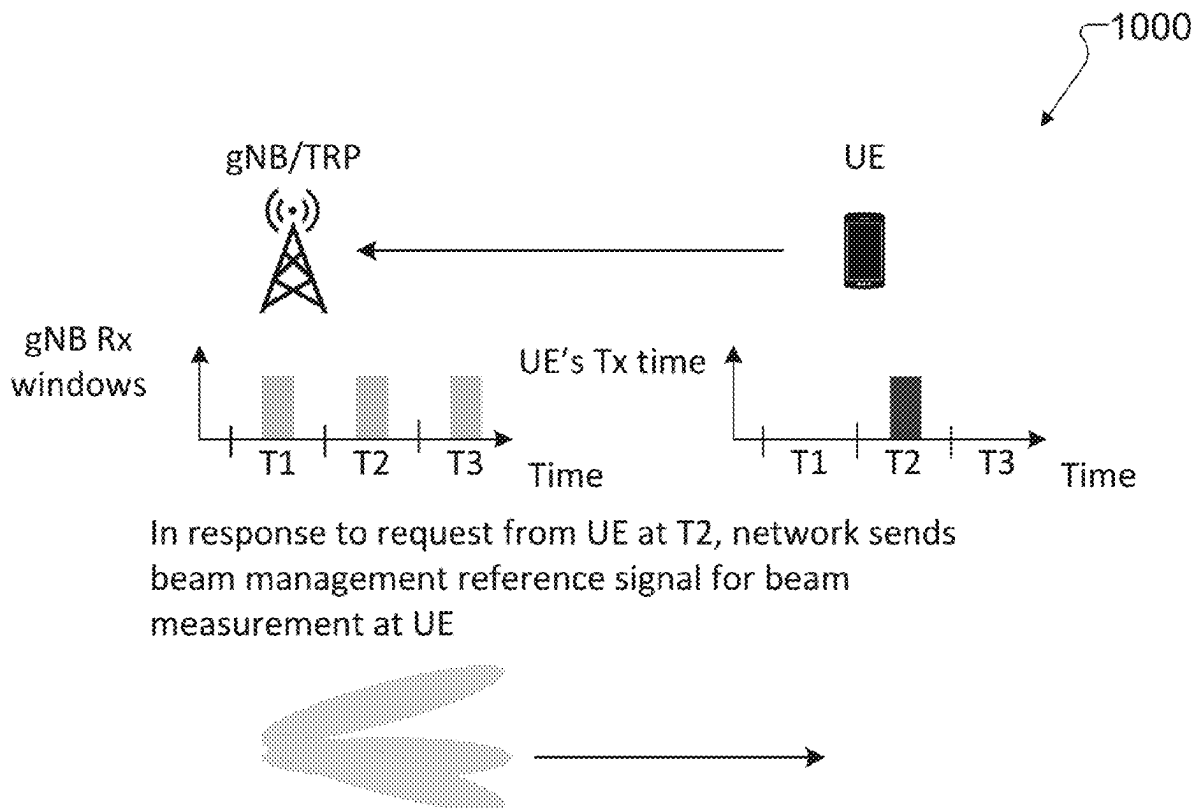 1000
gNB/TRP
UE
gNB Rx
windows
UE's Tx time
T1
T2
T3
Time
T1
T2
T3
Time
In response to request from UE at T2, network sends
beam management reference signal for beam
measurement at UE